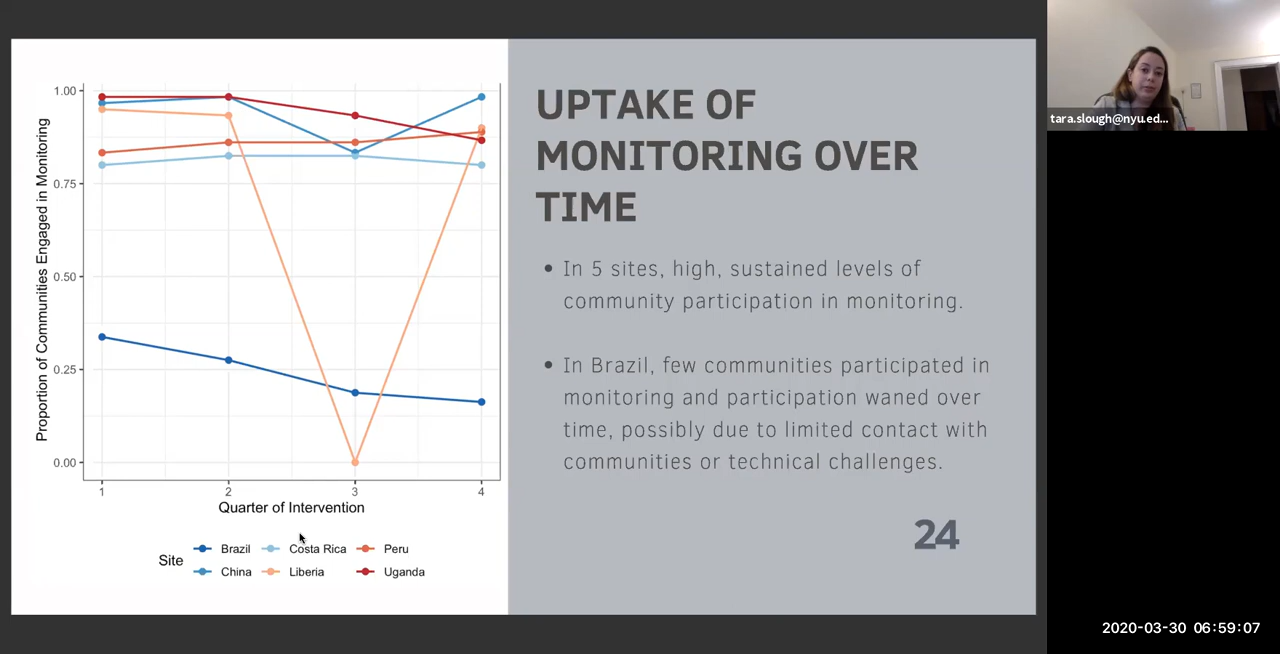 UPTAKE OF
MONITORING OVER
TIME
• In 5 sites, high, sustained levels of
community participation in monitoring.
• In Brazil, few communities participated in
monitoring and participation waned over
time, possibly due to limited contact with
communities or technical challenges.
24
Proportion of Communities Engaged in Monitoring
1.00
0.75
0.50
0.25
0.00
1 2 3 4
Quarter of Intervention
Site
Brazil Costa Rica Peru
China Liberia Uganda
tara.slough@nyu.ed...
2020-03-30 06:59:07